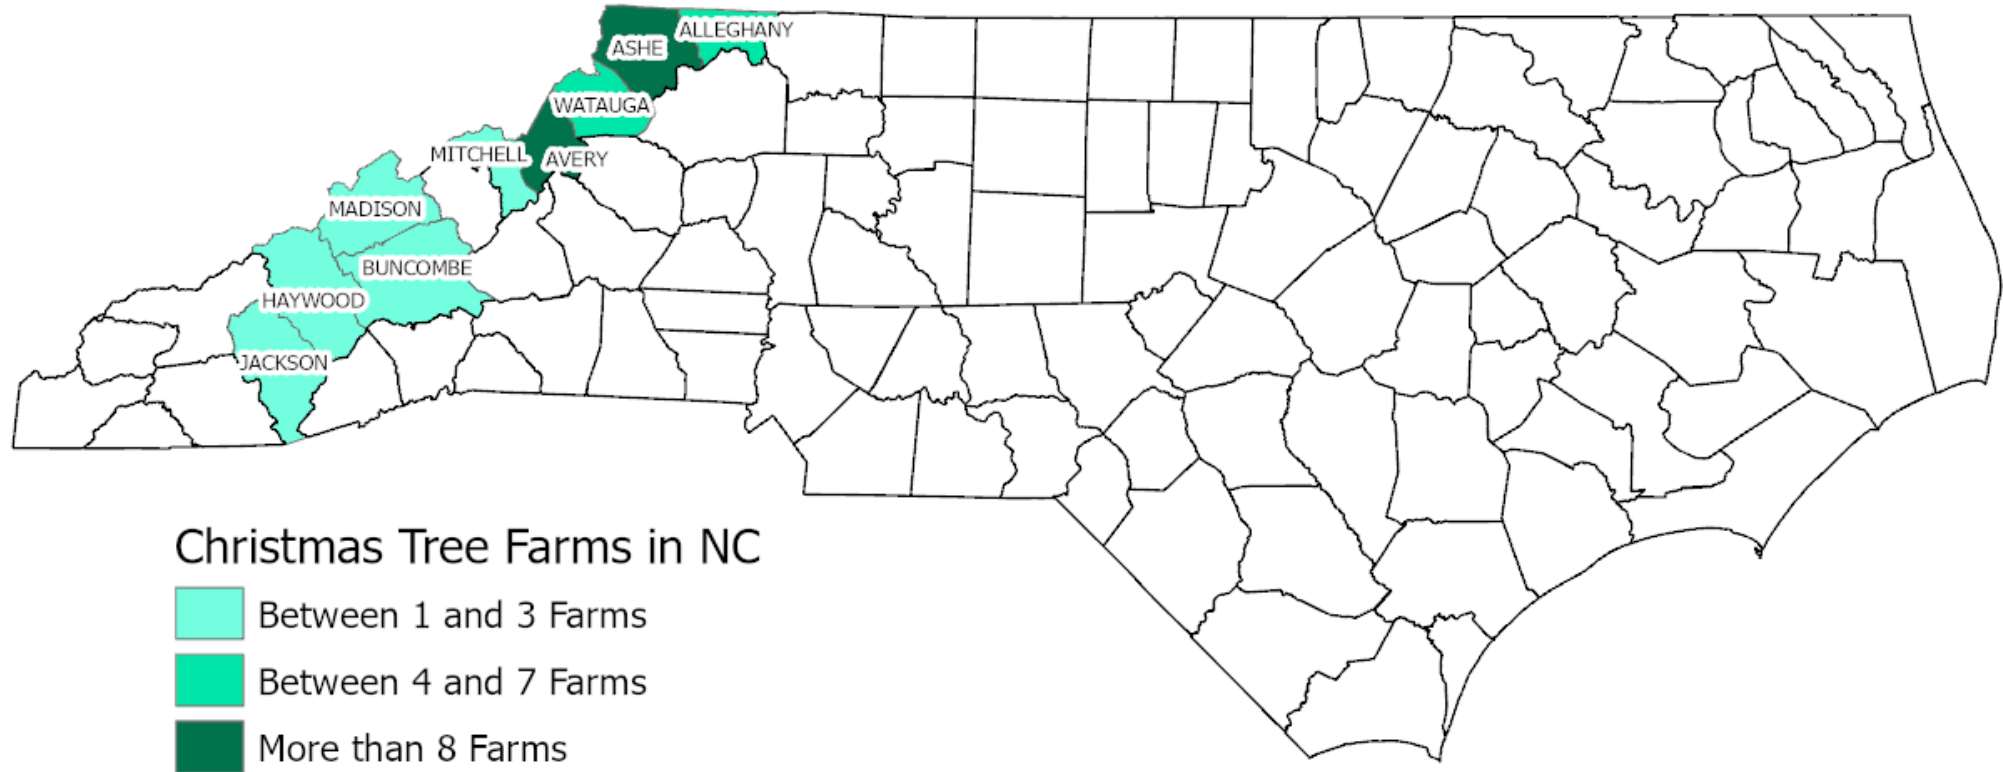 ALLEGHANY
ASHE
WATAUGA
MITCHELL
AVERY
MADISON
BUNCOMBE
HAYWOOD
JACKSON
Christmas Tree Farms in NC
Between 1 and 3 Farms
Between 4 and 7 Farms
More than 8 Farms